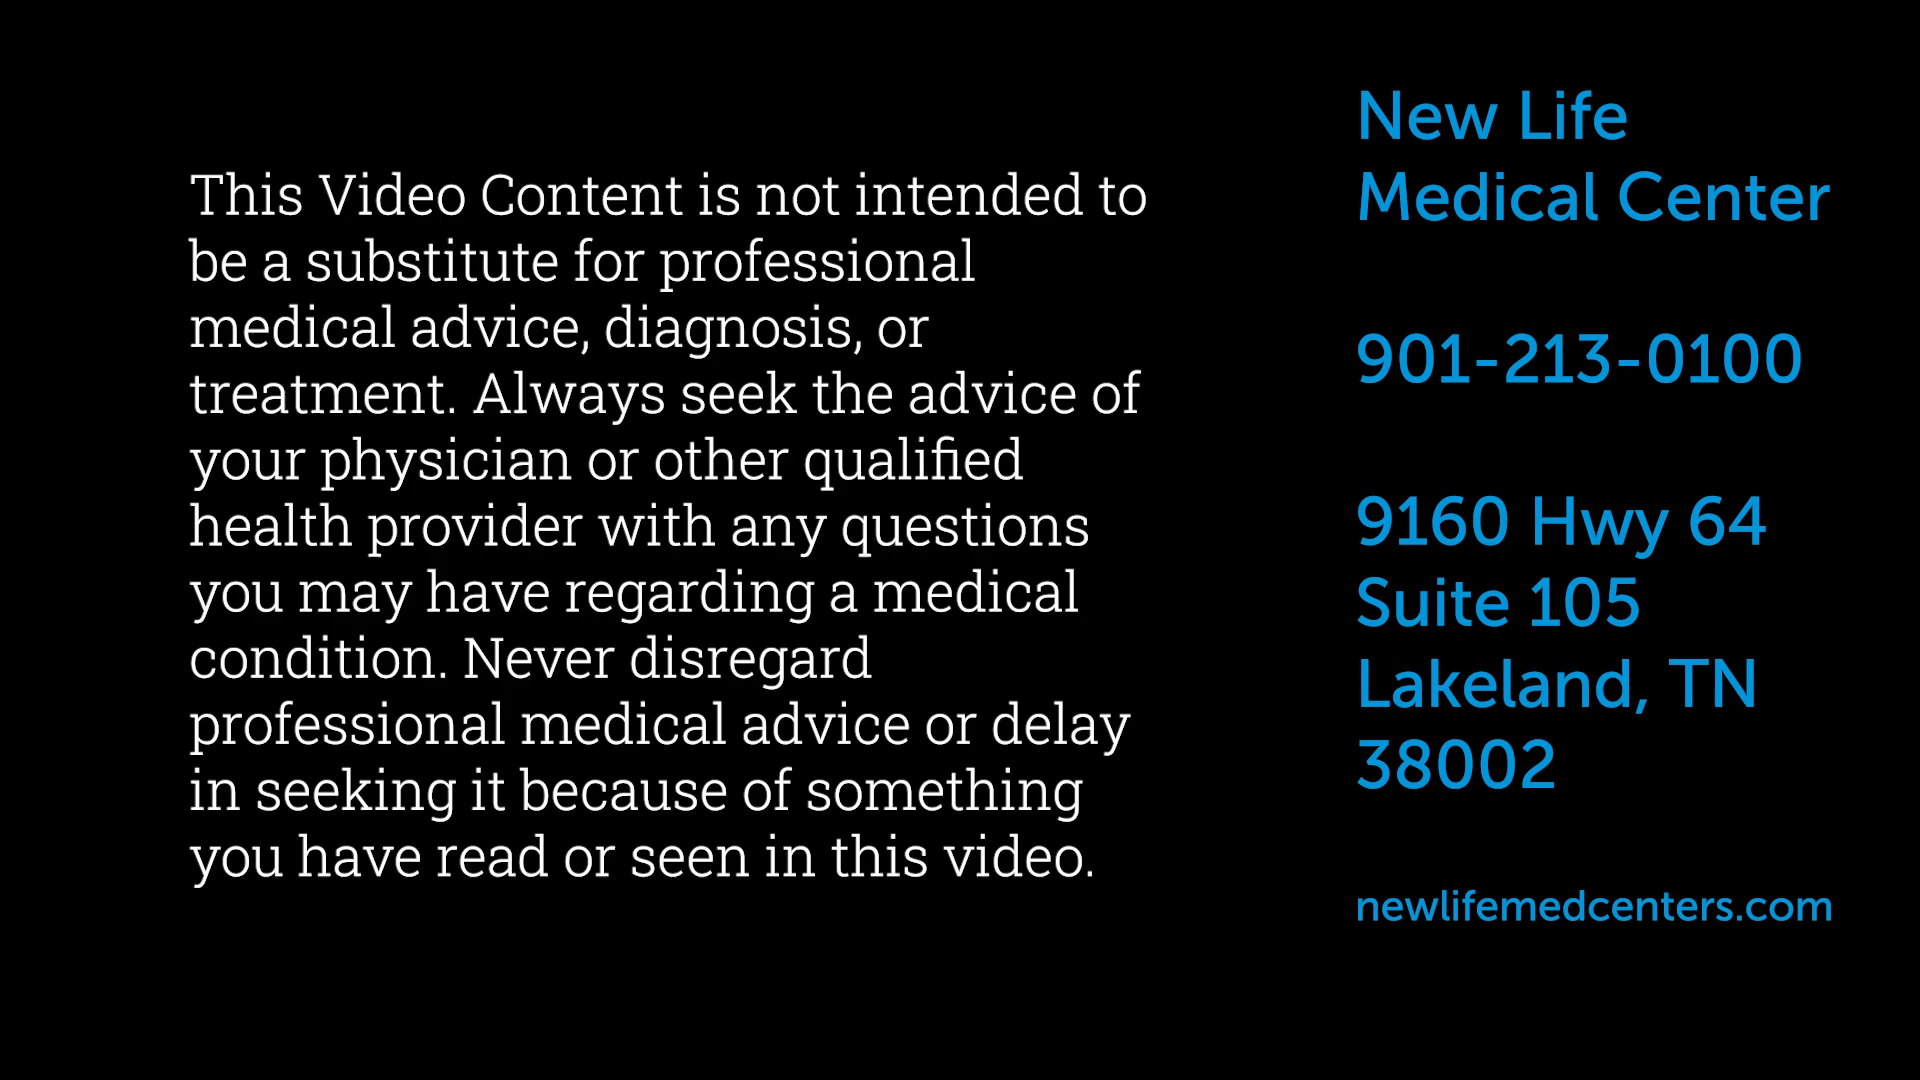 This Video Content is not intended to
be a substitute for professional
medical advice, diagnosis, or
treatment. Always seek the advice of
your physician or other qualified
health provider with any questions
you may have regarding a medical
condition. Never disregard
professional medical advice or delay
in seeking it because of something
you have read or seen in this video.
New Life
Medical Center
901-213-0100
9160 Hwy 64
Suite 105
Lakeland, TN
38002
newlifemedcenters.com